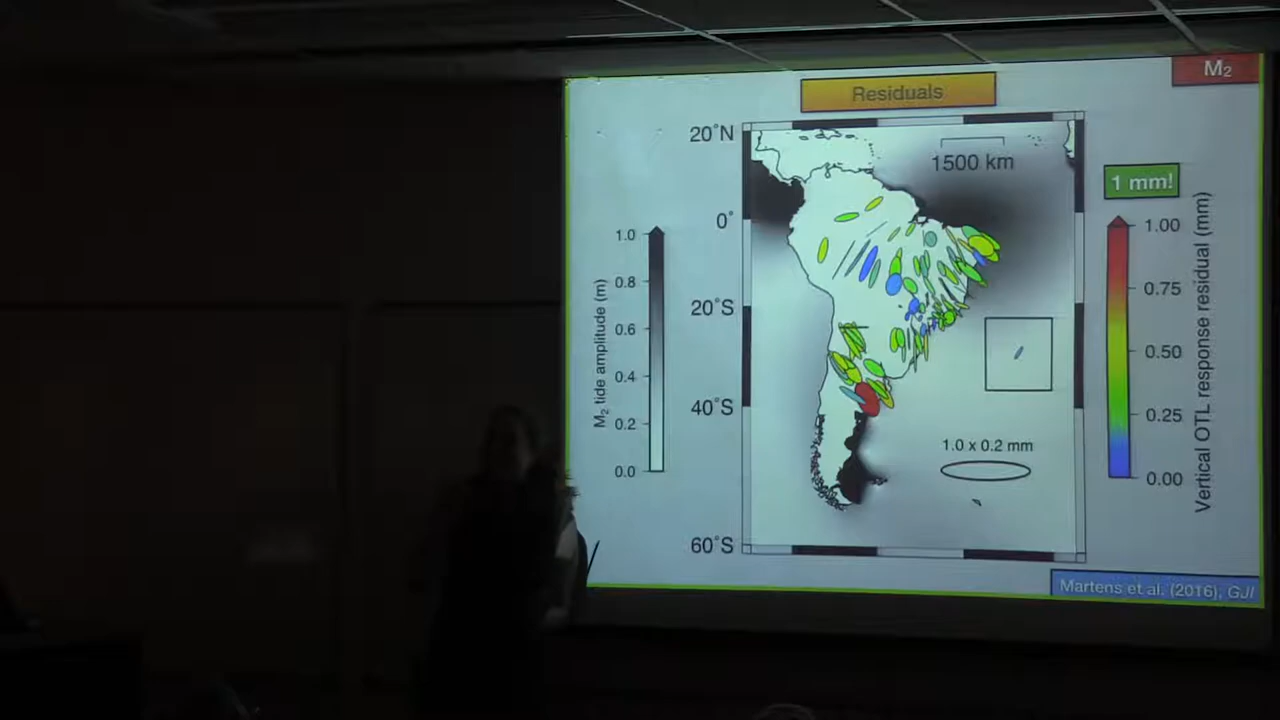 M₂
Residuals
20°N
1500 km
1 mm!
0°
1.0
0.8
0.6
0.4
0.2
0.0
M₂ tide amplitude (m)
20°S
40°S
60°S
1.0 x 0.2 mm
1.00
0.75
0.50
0.25
0.00
Vertical OTL response residual (mm)
Martens et al. (2016), GJI